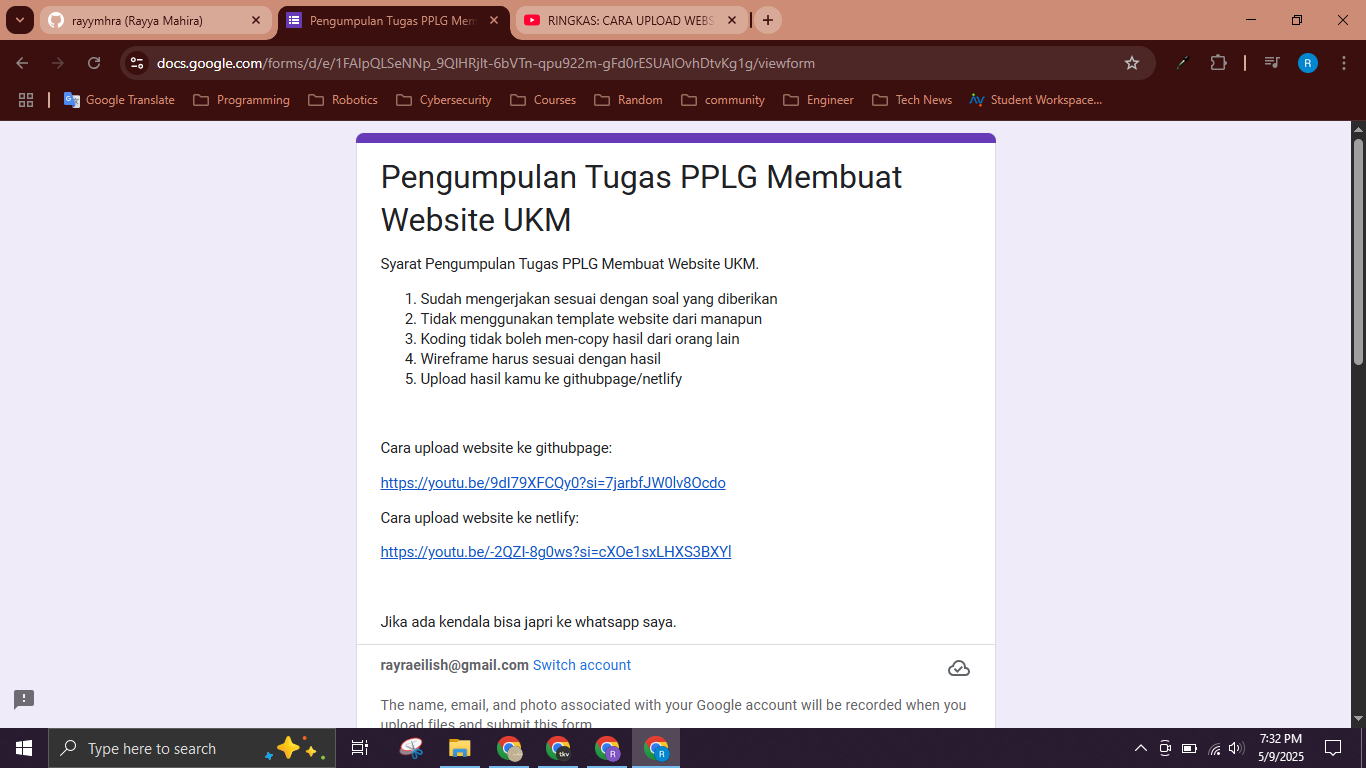 rayymhra (Rayya Mahira)
Pengumpulan Tugas PPLG Mem
RINGKAS: CARA UPLOAD WEBS
docs.google.com/forms/d/e/1FAIpQLSeNNp_9QIHRjIt-6bVTn-qpu922m-gFd0rESUAIOvhDtvKg1g/viewform
R
Google Translate
Programming
Robotics
Cybersecurity
Courses
Random
community
Engineer
Tech News
Student Workspace...
Pengumpulan Tugas PPLG Membuat
Website UKM
Syarat Pengumpulan Tugas PPLG Membuat Website UKM.
1. Sudah mengerjakan sesuai dengan soal yang diberikan
2. Tidak menggunakan template website dari manapun
3. Koding tidak boleh men-copy hasil dari orang lain
4. Wireframe harus sesuai dengan hasil
5. Upload hasil kamu ke githubpage/netlify
Cara upload website ke githubpage:
https://youtu.be/9dI79XFCQy0?si=7jarbfJW0lv8Ocdo
Cara upload website ke netlify:
https://youtu.be/-2QZI-8g0ws?si=cXOe1sxLHXS3BXYl
Jika ada kendala bisa japri ke whatsapp saya.
rayraeilish@gmail.com Switch account
The name, email, and photo associated with your Google account will be recorded when you
upload files and submit this form
Type here to search
tkv
R
R
7:32 PM
5/9/2025